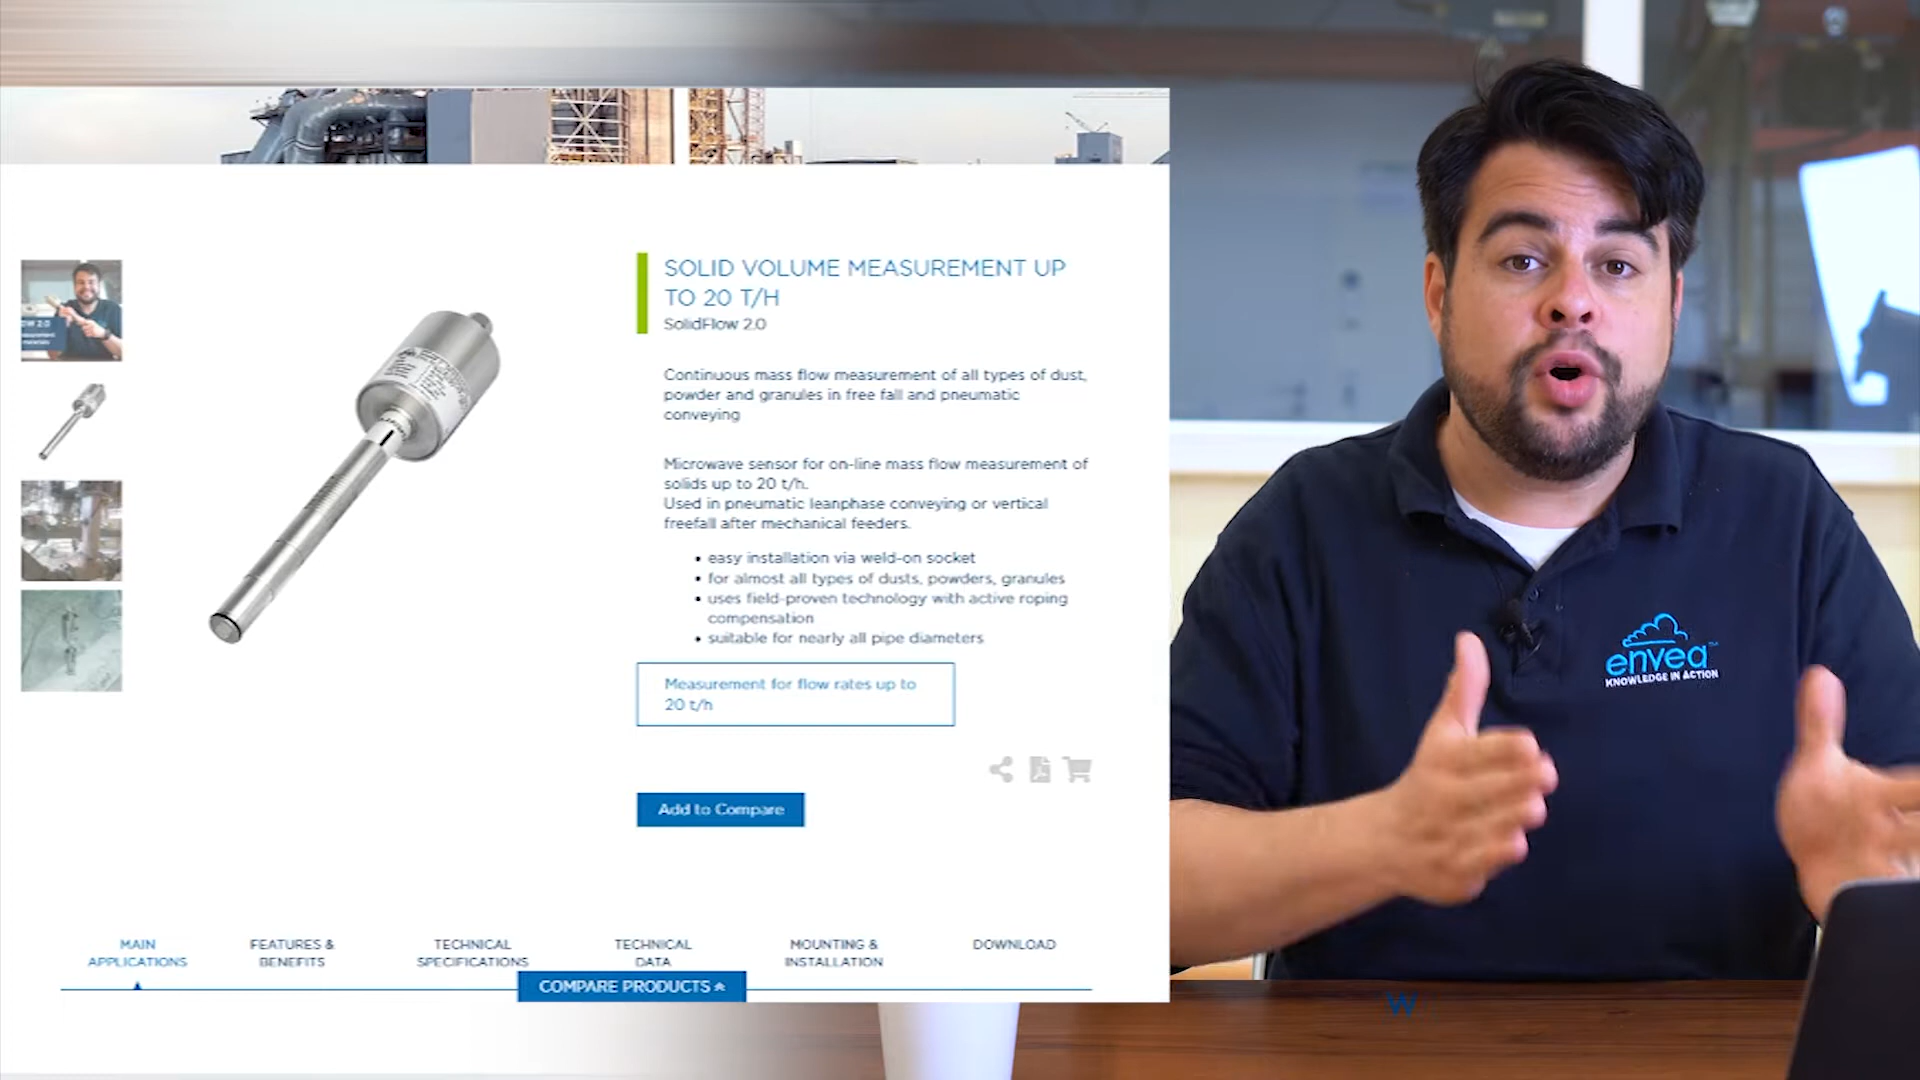 SOLID VOLUME MEASUREMENT UP
TO 20 T/H
SolidFlow 2.0
Continuous mass flow measurement of all types of dust,
powder and granules in free fall and pneumatic
conveying
Microwave sensor for on-line mass flow measurement of
solids up to 20 t/h.
Used in pneumatic leanphase conveying or vertical
freefall after mechanical feeders.
• easy installation via weld-on socket
• for almost all types of dusts, powders, granules
• uses field-proven technology with active roping
compensation
• suitable for nearly all pipe diameters
Measurement for flow rates up to
20 t/h
Add to Compare
MAIN
APPLICATIONS
FEATURES &
BENEFITS
TECHNICAL
SPECIFICATIONS
TECHNICAL
DATA
MOUNTING &
INSTALLATION
DOWNLOAD
COMPARE PRODUCTS
envea™
KNOWLEDGE IN ACTION
W